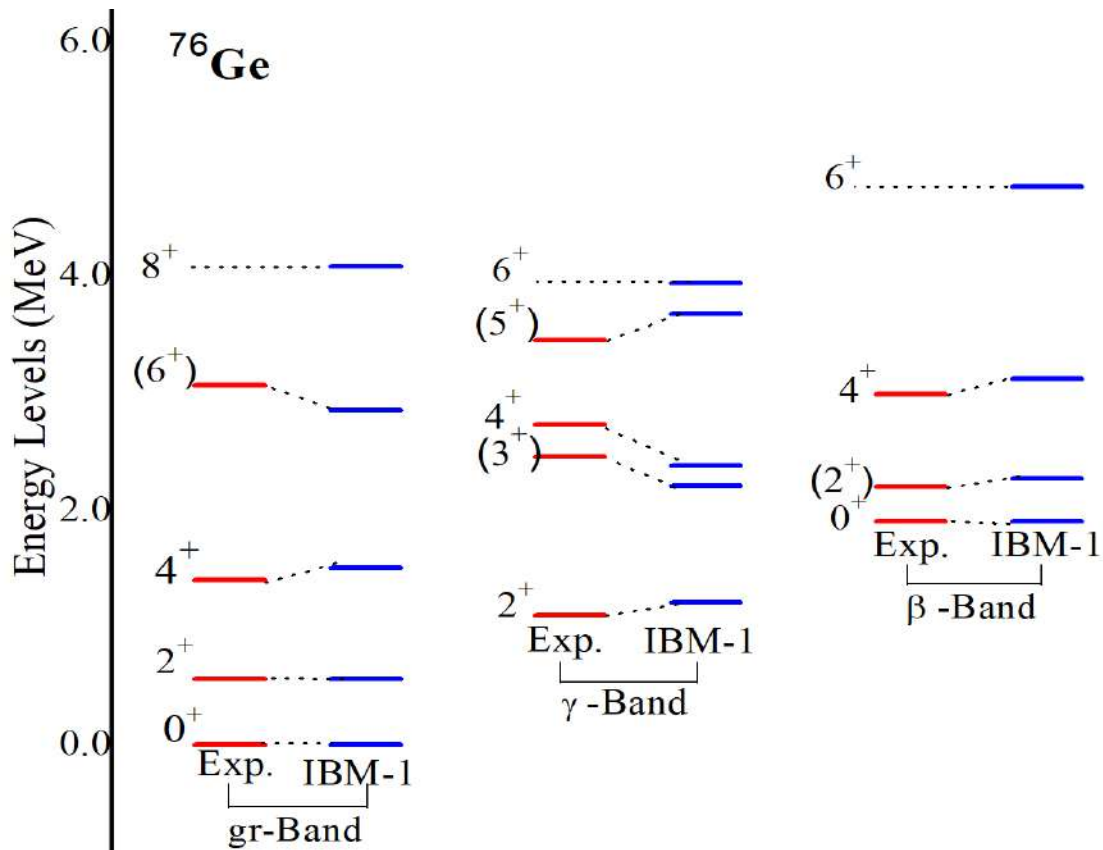 6.0
⁷⁶Ge
6⁺
8⁺
4.0
6⁺
(5⁺)
(6⁺)
4⁺
4⁺
(3⁺)
(2⁺)
2.0
0⁺
Exp. IBM-1
4⁺
2⁺
β -Band
Exp. IBM-1
2⁺
γ -Band
0⁺
0.0
Exp. IBM-1
gr-Band
Energy Levels (MeV)